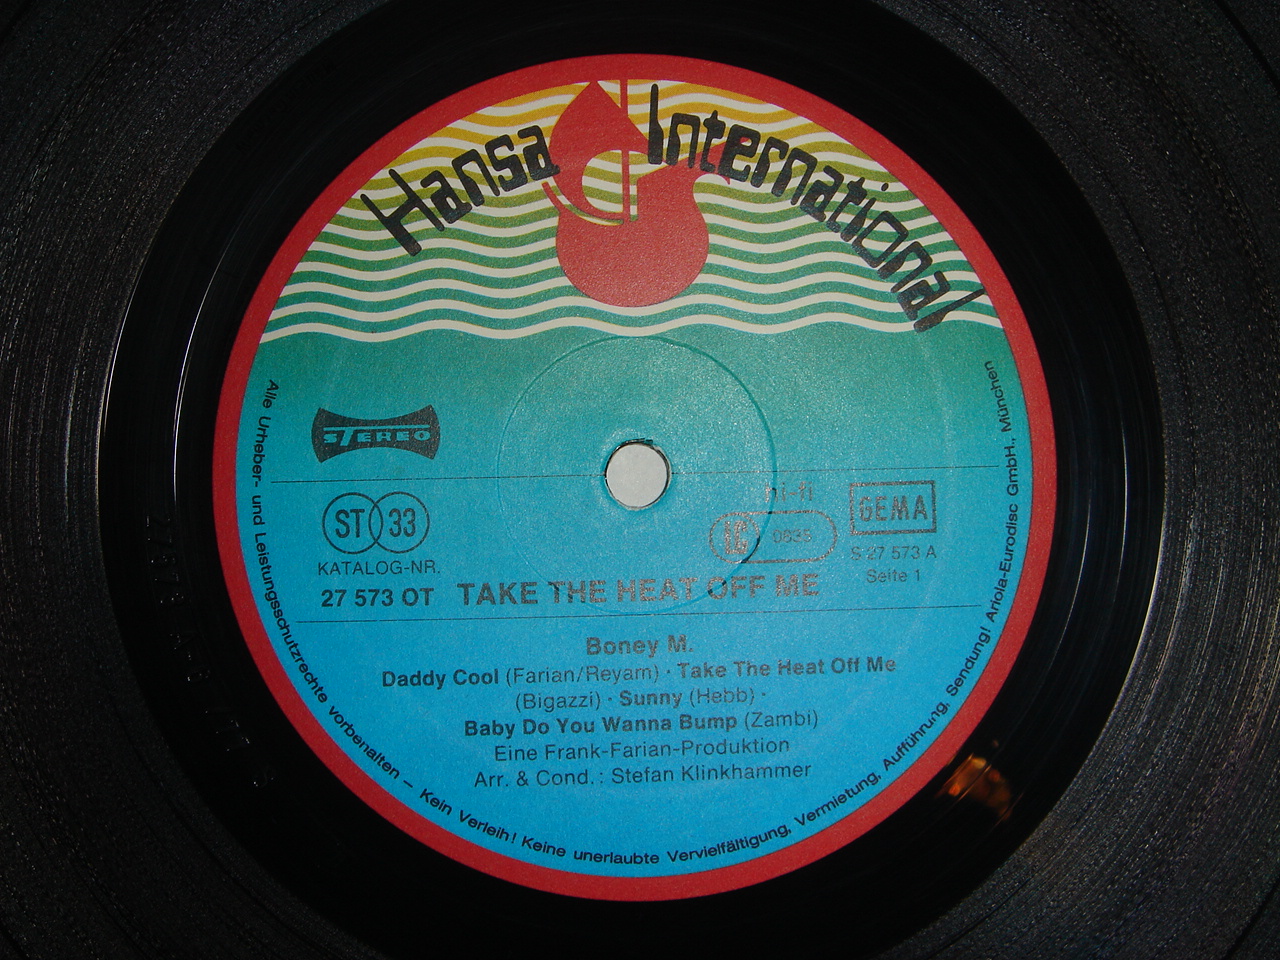 Hansa International
STEREO
ST 33
hi-fi
GEMA
LC 0835
KATALOG-NR.
S 27 573 A
27 573 OT
TAKE THE HEAT OFF ME
Seite 1
Boney M.
Daddy Cool (Farian/Reyam) · Take The Heat Off Me
(Bigazzi) · Sunny (Hebb) ·
Baby Do You Wanna Bump (Zambi)
Eine Frank-Farian-Produktion
Arr. & Cond.: Stefan Klinkhammer
Alle Urheber- und Leistungsschutzrechte vorbehalten – Kein Verleih! Keine unerlaubte Vervielfältigung, Vermietung, Aufführung, Sendung! Ariola-Eurodisc GmbH., München